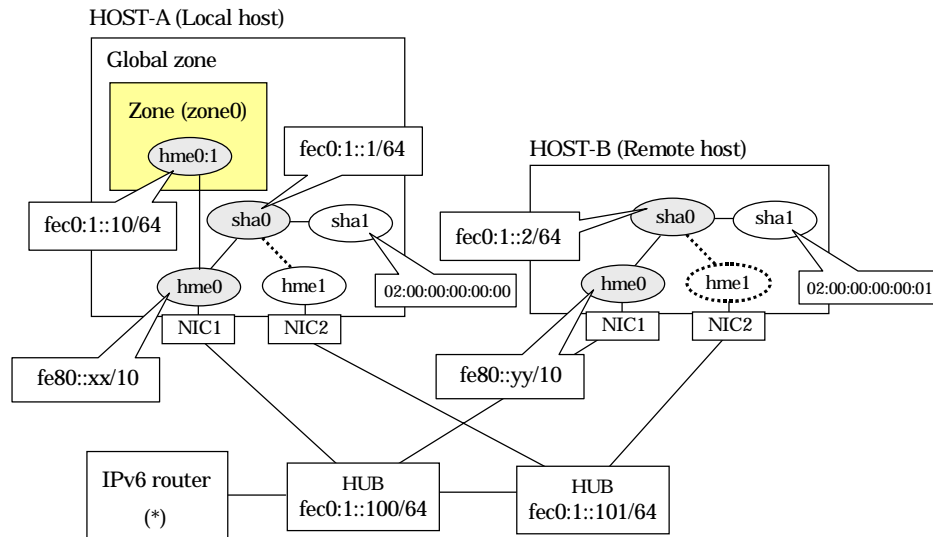 HOST-A (Local host)
Global zone
Zone (zone0)
hme0:1
fec0:1::1/64
HOST-B (Remote host)
fec0:1::10/64
sha0
sha1
fec0:1::2/64
sha0
sha1
hme0
hme1
02:00:00:00:00:00
hme0
hme1
02:00:00:00:00:01
NIC1
NIC2
NIC1
NIC2
fe80::xx/10
fe80::yy/10
IPv6 router
(*)
HUB
fec0:1::100/64
HUB
fec0:1::101/64